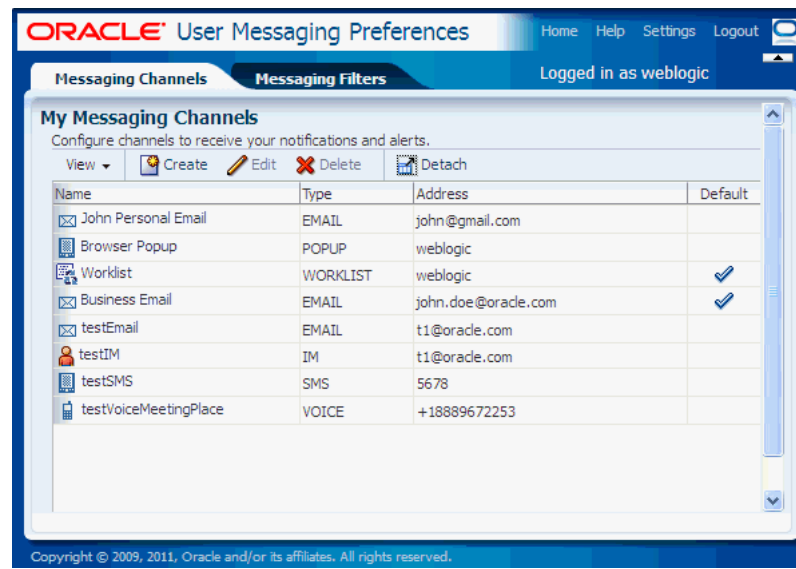 ORACLE® User Messaging Preferences Home Help Settings Logout
Messaging Channels Messaging Filters Logged in as weblogic
My Messaging Channels
Configure channels to receive your notifications and alerts.
View Create Edit Delete Detach
Name Type Address Default
John Personal Email EMAIL john@gmail.com
Browser Popup POPUP weblogic
Worklist WORKLIST weblogic
Business Email EMAIL john.doe@oracle.com
testEmail EMAIL t1@oracle.com
testIM IM t1@oracle.com
testSMS SMS 5678
testVoiceMeetingPlace VOICE +18889672253
Copyright © 2009, 2011, Oracle and/or its affiliates. All rights reserved.